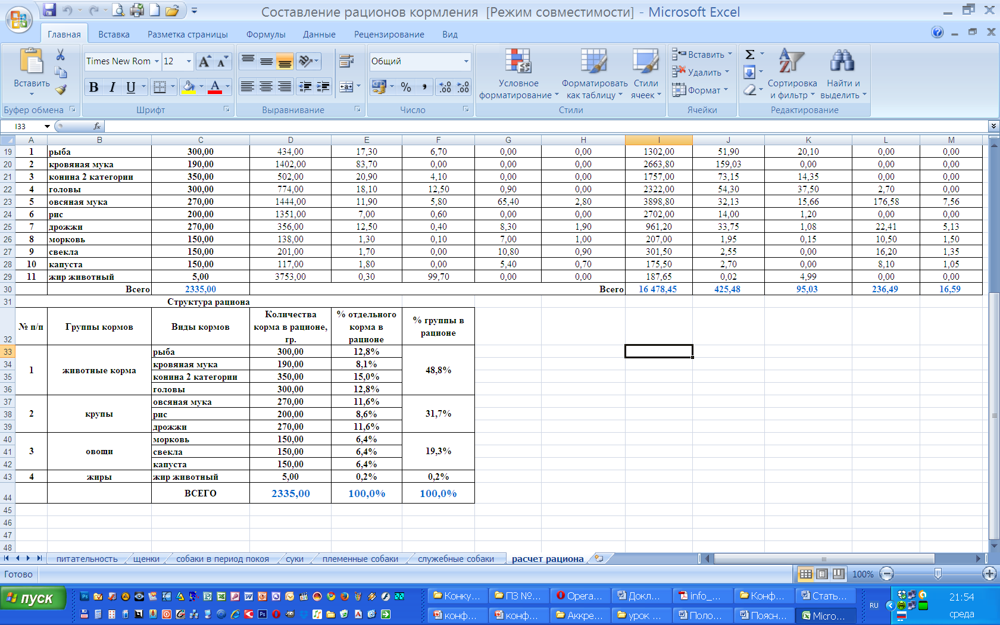 Составление рационов кормления [Режим совместимости] - Microsoft Excel
Главная Вставка Разметка страницы Формулы Данные Рецензирование Вид
Times New Rom 12 Общий
Вставить
Условное форматирование Форматировать как таблицу Стили ячеек
Вставить
Удалить
Формат
Сортировка и фильтр Найти и выделить
Буфер обмена Шрифт Выравнивание Число Стили Ячейки Редактирование
I33 fx
A B C D E F G H I J K L M
19 1 рыба 300,00 434,00 17,30 6,70 0,00 0,00 1302,00 51,90 20,10 0,00 0,00
20 2 кровяная мука 190,00 1402,00 83,70 0,00 0,00 0,00 2663,80 159,03 0,00 0,00 0,00
21 3 конина 2 категории 350,00 502,00 20,90 4,10 0,00 0,00 1757,00 73,15 14,35 0,00 0,00
22 4 головы 300,00 774,00 18,10 12,50 0,90 0,00 2322,00 54,30 37,50 2,70 0,00
23 5 овсяная мука 270,00 1444,00 11,90 5,80 65,40 2,80 3898,80 32,13 15,66 176,58 7,56
24 6 рис 200,00 1351,00 7,00 0,60 0,00 0,00 2702,00 14,00 1,20 0,00 0,00
25 7 дрожжи 270,00 356,00 12,50 0,40 8,30 1,90 961,20 33,75 1,08 22,41 5,13
26 8 морковь 150,00 138,00 1,30 0,10 7,00 1,00 207,00 1,95 0,15 10,50 1,50
27 9 свекла 150,00 201,00 1,70 0,00 10,80 0,90 301,50 2,55 0,00 16,20 1,35
28 10 капуста 150,00 117,00 1,80 0,00 5,40 0,70 175,50 2,70 0,00 8,10 1,05
29 11 жир животный 5,00 3753,00 0,30 99,70 0,00 0,00 187,65 0,02 4,99 0,00 0,00
30 Всего 2335,00 Всего 16 478,45 425,48 95,03 236,49 16,59
31 Структура рациона
32 № п/п Группы кормов Виды кормов Количества корма в рационе, гр. % отдельного корма в рационе % группы в рационе
33 рыба 300,00 12,8%
34 кровяная мука 190,00 8,1%
1 животные корма 48,8%
35 конина 2 категории 350,00 15,0%
36 головы 300,00 12,8%
37 овсяная мука 270,00 11,6%
38 2 крупы рис 200,00 8,6% 31,7%
39 дрожжи 270,00 11,6%
40 морковь 150,00 6,4%
41 3 овощи свекла 150,00 6,4% 19,3%
42 капуста 150,00 6,4%
43 4 жиры жир животный 5,00 0,2% 0,2%
44 ВСЕГО 2335,00 100,0% 100,0%
45
46
47
48
питательность щенки собаки в период покоя суки племенные собаки служебные собаки расчет рациона
Готово 100%
пуск Конку... ПЗ №... Opera... Докл... info_... Конф... Стать... 21:54
RU
конф... конф... Аккре... урок ... Поло... Поясн... Micro... среда